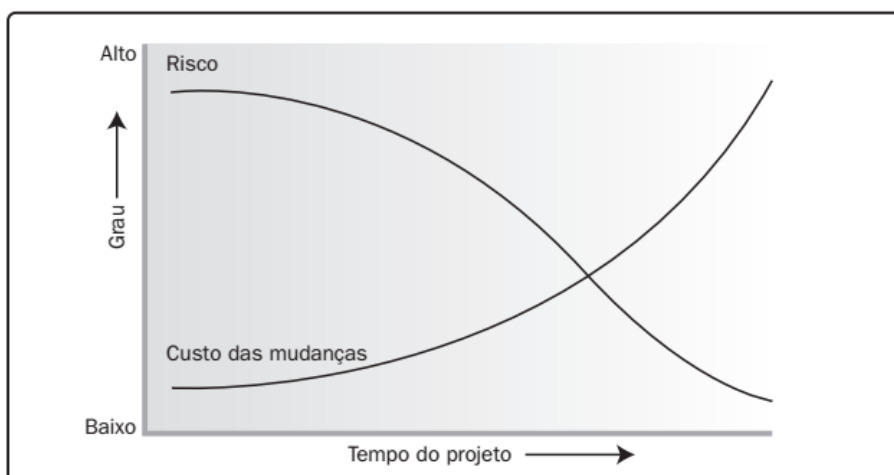 Alto
Risco
Grau
Custo das mudanças
Baixo
Tempo do projeto